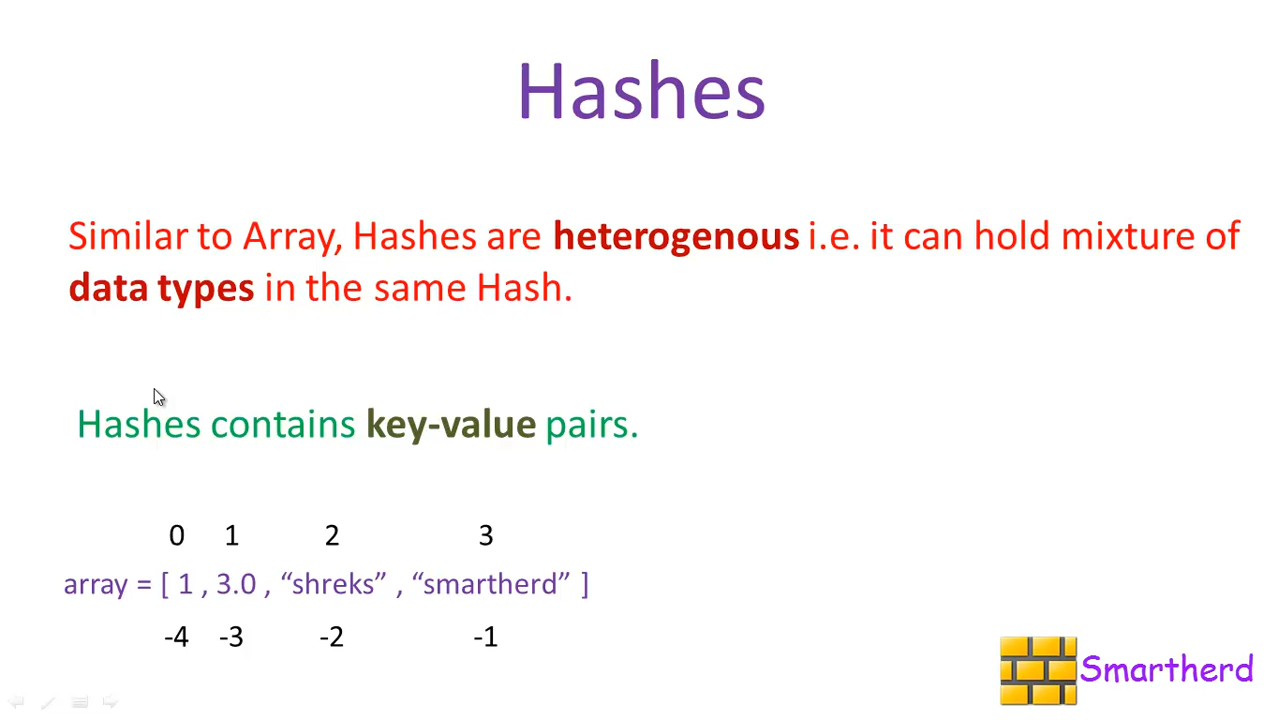 Hashes
Similar to Array, Hashes are heterogenous i.e. it can hold mixture of
data types in the same Hash.
Hashes contains key-value pairs.
0 1 2 3
array = [ 1 , 3.0 , “shreks” , “smartherd” ]
-4 -3 -2 -1
Smartherd